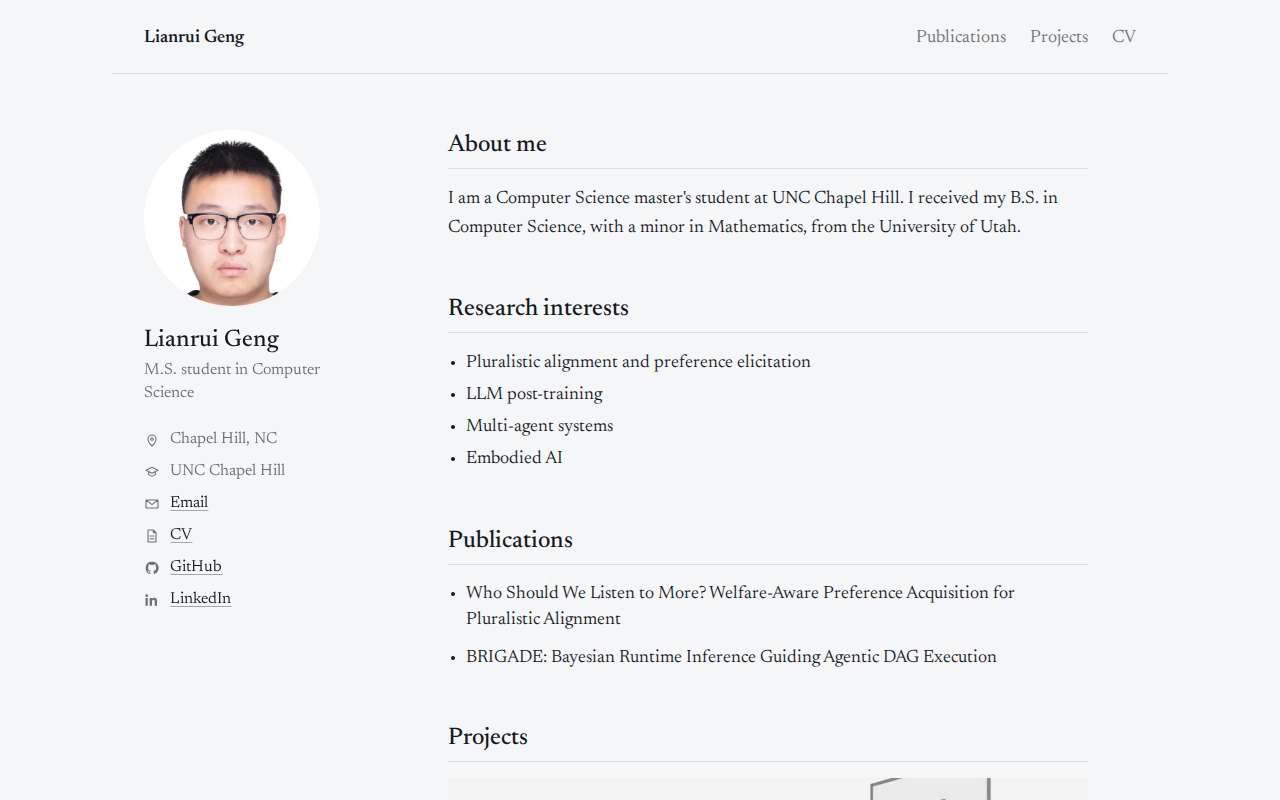 Lianrui Geng
Publications Projects CV
Lianrui Geng
M.S. student in Computer
Science
Chapel Hill, NC
UNC Chapel Hill
Email
CV
GitHub
LinkedIn
About me
I am a Computer Science master's student at UNC Chapel Hill. I received my B.S. in
Computer Science, with a minor in Mathematics, from the University of Utah.
Research interests
• Pluralistic alignment and preference elicitation
• LLM post-training
• Multi-agent systems
• Embodied AI
Publications
• Who Should We Listen to More? Welfare-Aware Preference Acquisition for
Pluralistic Alignment
• BRIGADE: Bayesian Runtime Inference Guiding Agentic DAG Execution
Projects